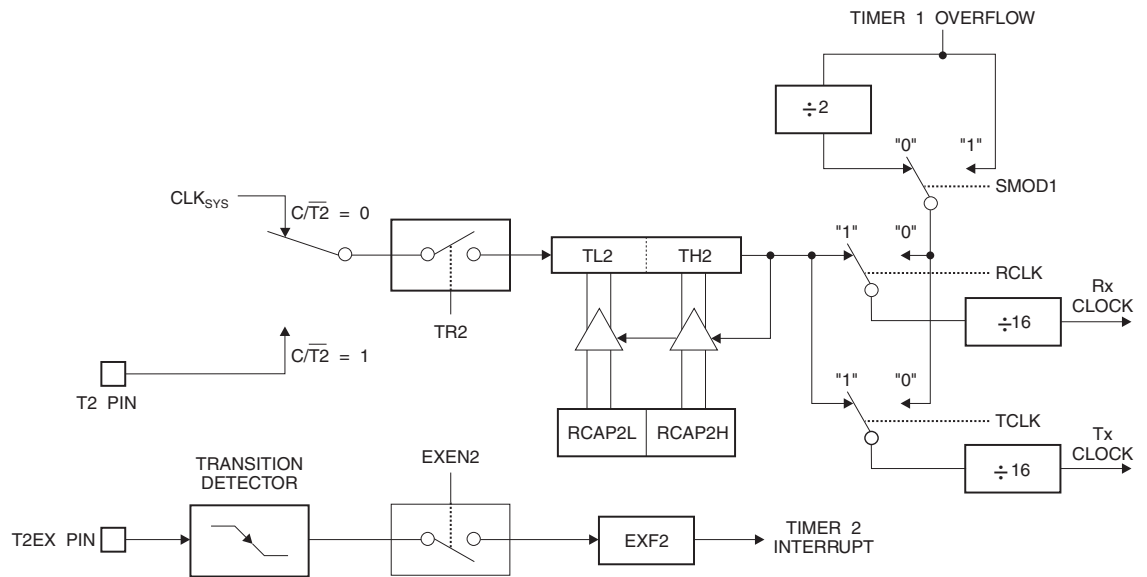 TIMER 1 OVERFLOW
÷2
"0" "1"
SMOD1
CLKSYS
C/T2 = 0
TR2
TL2 TH2
"1" "0"
RCLK
Rx
CLOCK
÷16
C/T2 = 1
T2 PIN
RCAP2L RCAP2H
"1" "0"
TCLK
Tx
CLOCK
÷16
TRANSITION
DETECTOR
EXEN2
T2EX PIN
EXF2
TIMER 2
INTERRUPT